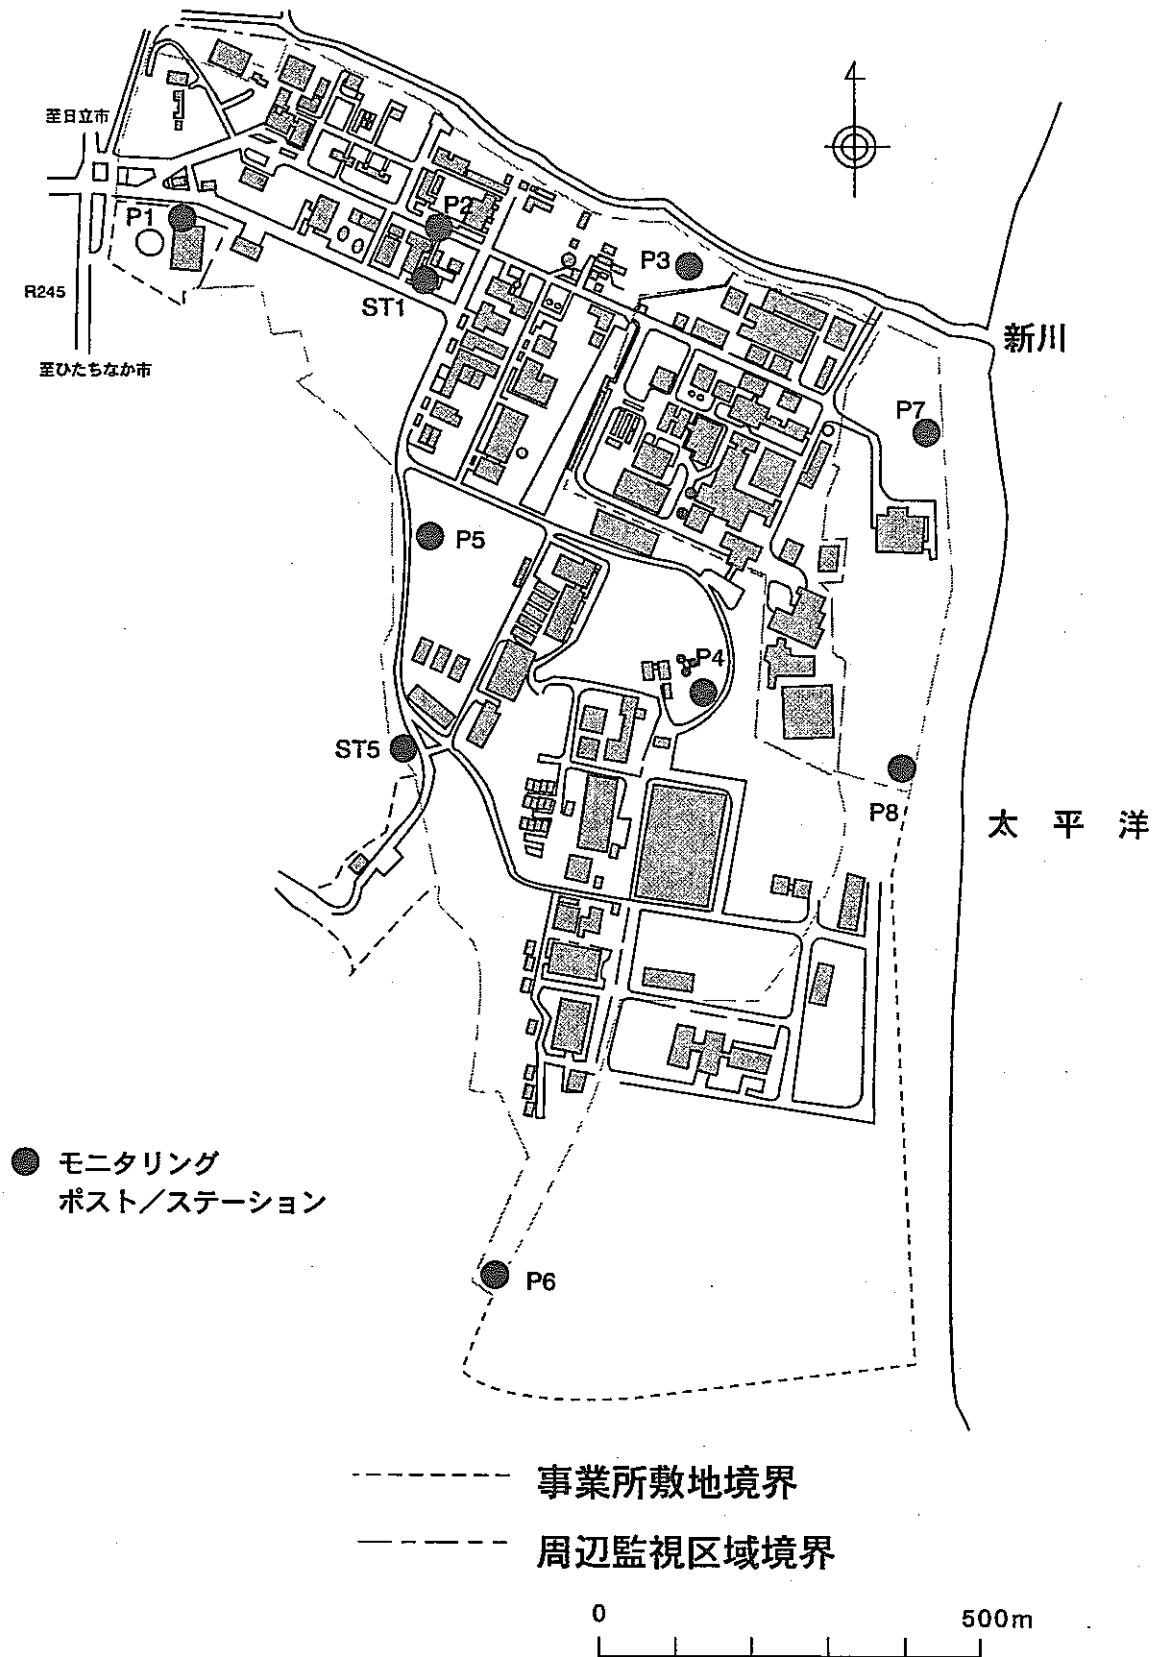 至日立市
P1
P2
P3
R245
ST1
新川
至ひたちなか市
P7
P5
P4
ST5
P8
太平洋
モニタリング
ポスト／ステーション
P6
事業所敷地境界
周辺監視区域境界
0 500m